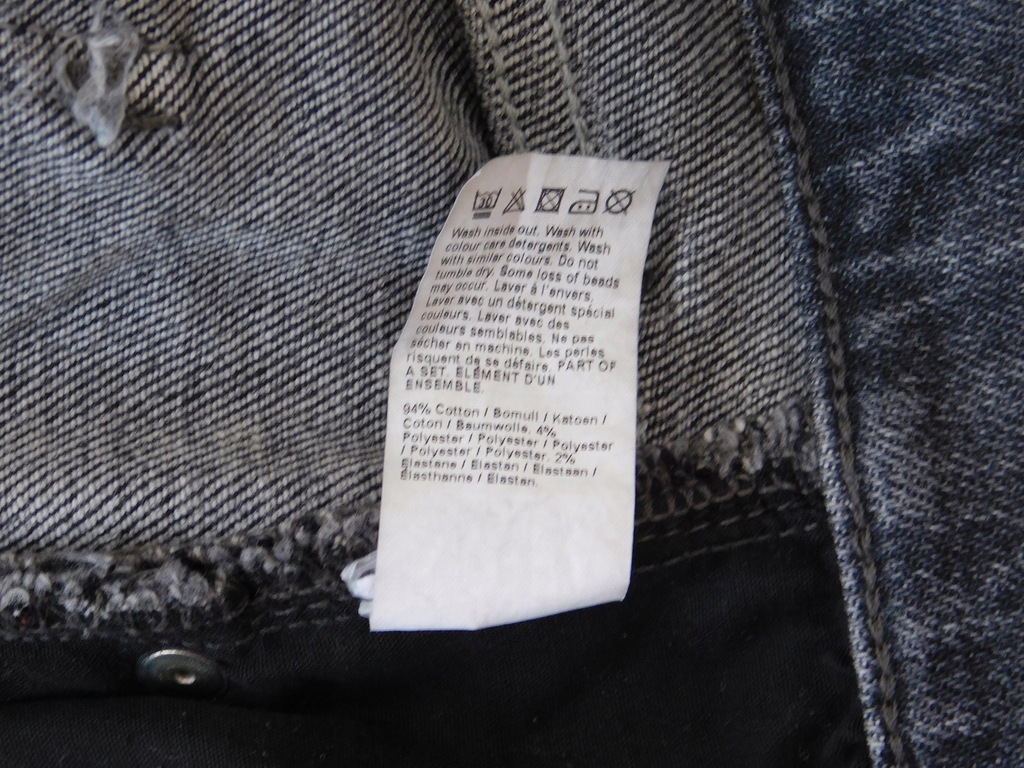 30
Wash inside out. Wash with
colour care detergents. Wash
with similar colours. Do not
tumble dry. Some loss of beads
may occur. Laver à l'envers.
Laver avec un détergent spécial
couleurs. Laver avec des
couleurs semblables. Ne pas
sécher en machine. Les perles
risquent de se défaire. PART OF
A SET. ELEMENT D'UN
ENSEMBLE.
94% Cotton / Bomull / Katoen /
Coton / Baumwolle. 4%
Polyester / Polyester / Polyester
/ Polyester / Polyester. 2%
Elastane / Elastan / Elastaan /
Elasthanne / Elastan.